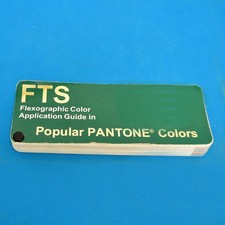 FTS
Flexographic Color
Application Guide in
Popular PANTONE® Colors